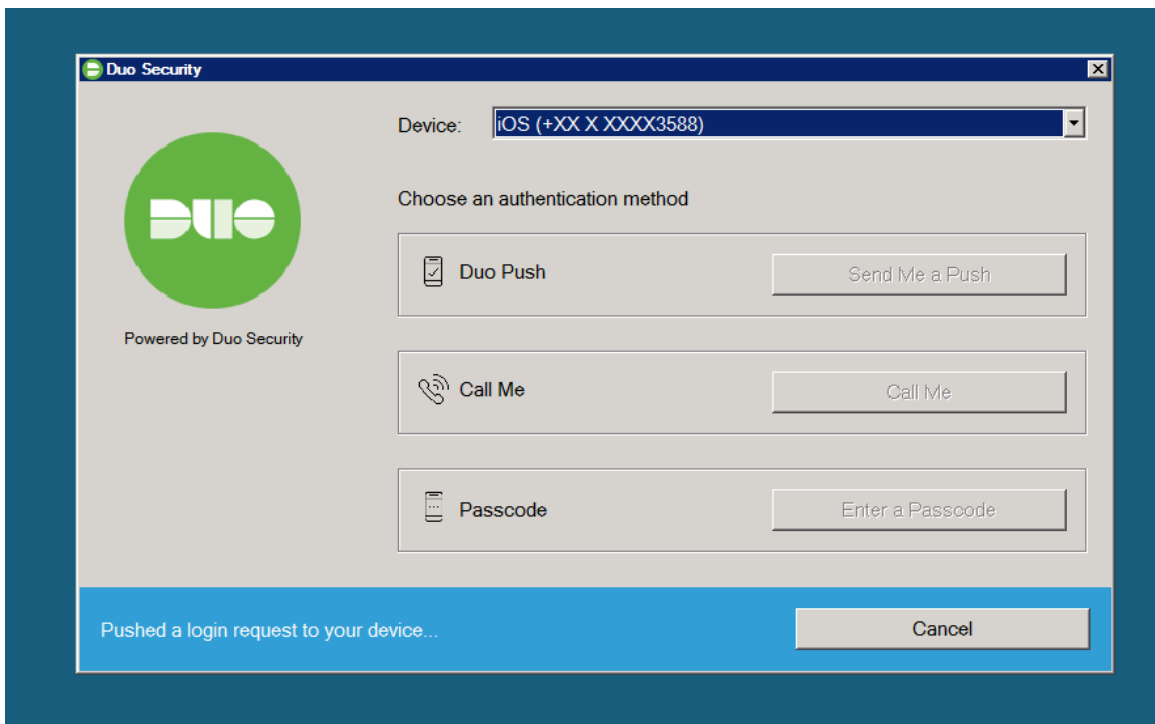 Duo Security
Device: iOS (+XX X XXXX3588)
DUO
Choose an authentication method
Duo Push Send Me a Push
Powered by Duo Security
Call Me Call Me
Passcode Enter a Passcode
Pushed a login request to your device... Cancel